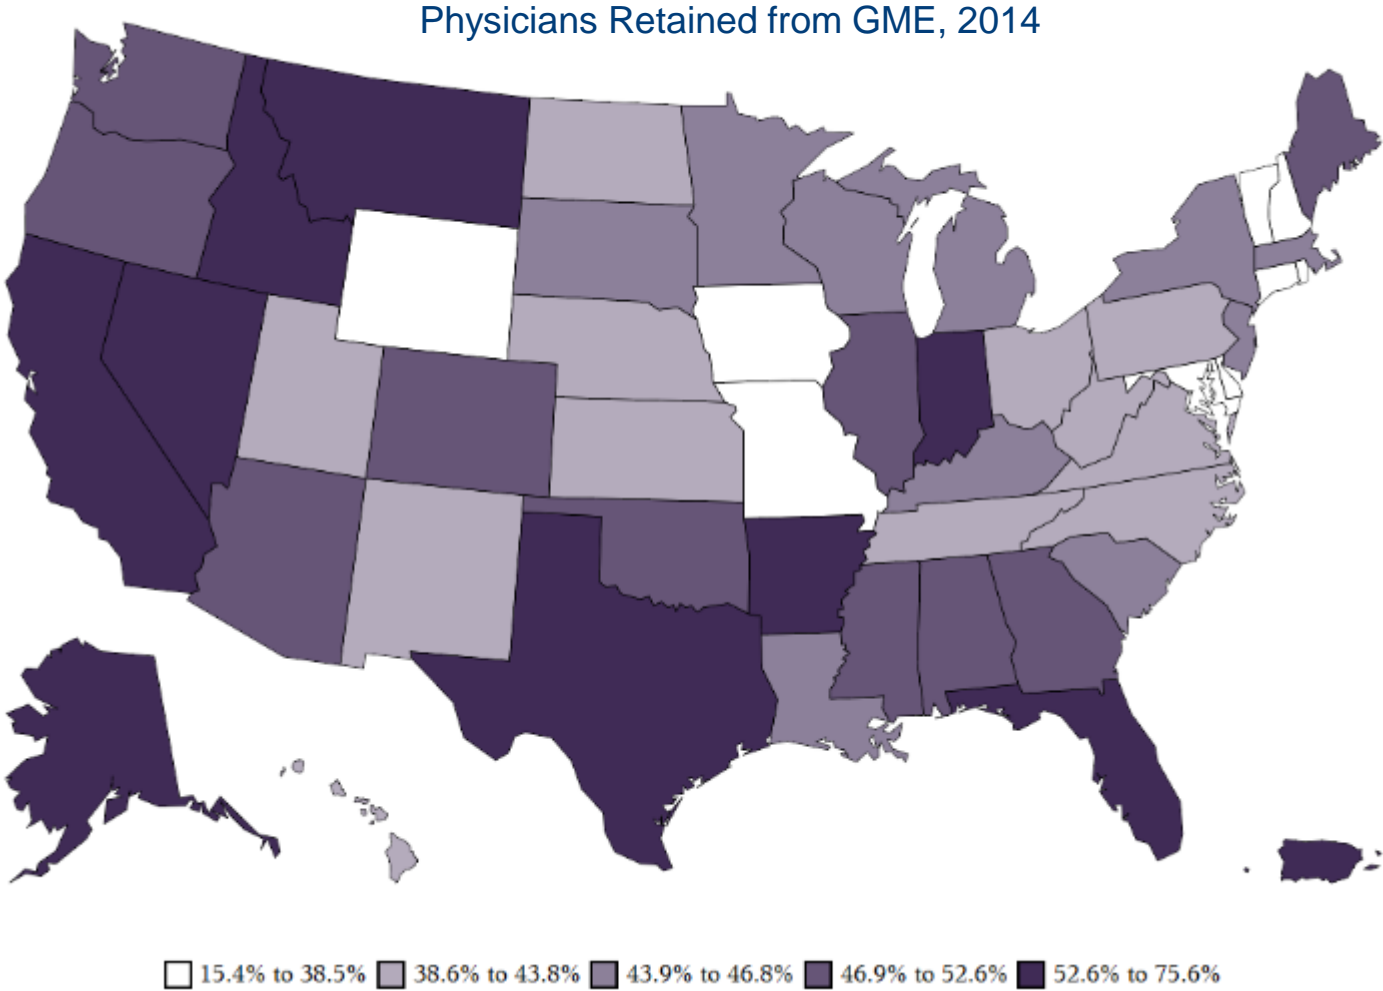 Physicians Retained from GME, 2014
15.4% to 38.5% 38.6% to 43.8% 43.9% to 46.8% 46.9% to 52.6% 52.6% to 75.6%